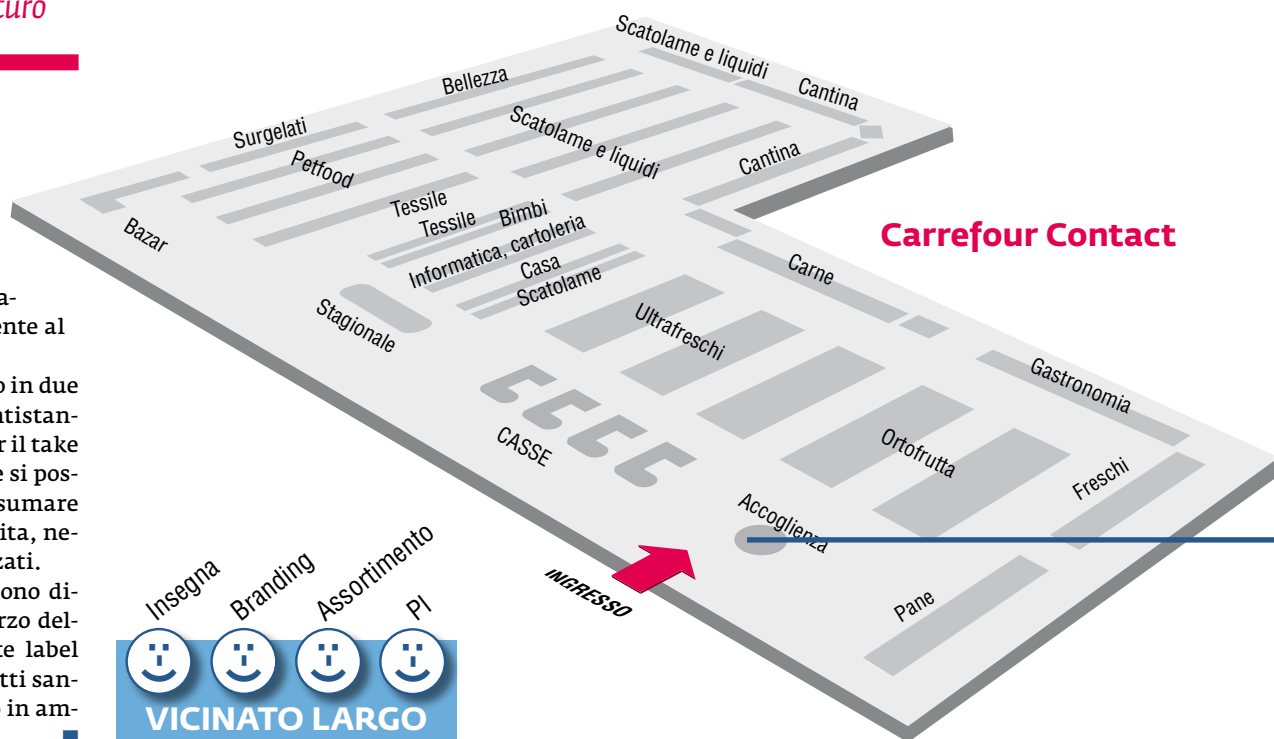 curo
a-
ente al
o in due
ntistan-
r il take
e si pos-
sumare
ita, ne-
zati.
ono di-
rzo del-
te label
tti san-
o in am-
Scatolame e liquidi
Cantina
Bellezza
Surgelati
Scatolame e liquidi
Cantina
Petfood
Tessile
Tessile Bimbi
Bazar
Informatica, cartoleria
Casa
Scatolame
Stagionale
Carrefour Contact
Carne
Ultrafreschi
Gastronomia
CASSE
Ortofrutta
Freschi
Accoglienza
INGRESSO
Pane
Insegna
Branding
Assortimento
PI
VICINATO LARGO